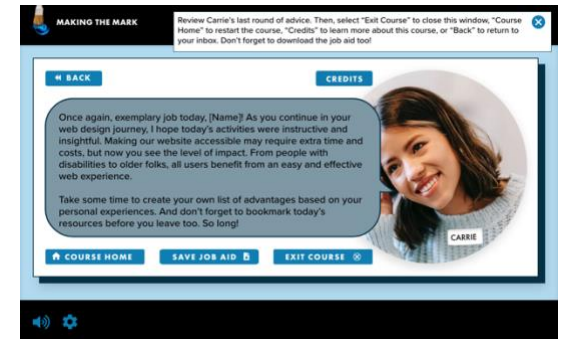 MAKING THE MARK
Review Carrie's last round of advice. Then, select "Exit Course" to close this window, "Course
Home" to restart the course, "Credits" to learn more about this course, or "Back" to return to
your inbox. Don't forget to download the job aid too!
BACK
CREDITS
Once again, exemplary job today, [Name]! As you continue in your
web design journey, I hope today's activities were instructive and
insightful. Making our website accessible may require extra time and
costs, but now you see the level of impact. From people with
disabilities to older folks, all users benefit from an easy and effective
web experience.
Take some time to create your own list of advantages based on your
personal experiences. And don't forget to bookmark today's
resources before you leave too. So long!
CARRIE
COURSE HOME
SAVE JOB AID
EXIT COURSE